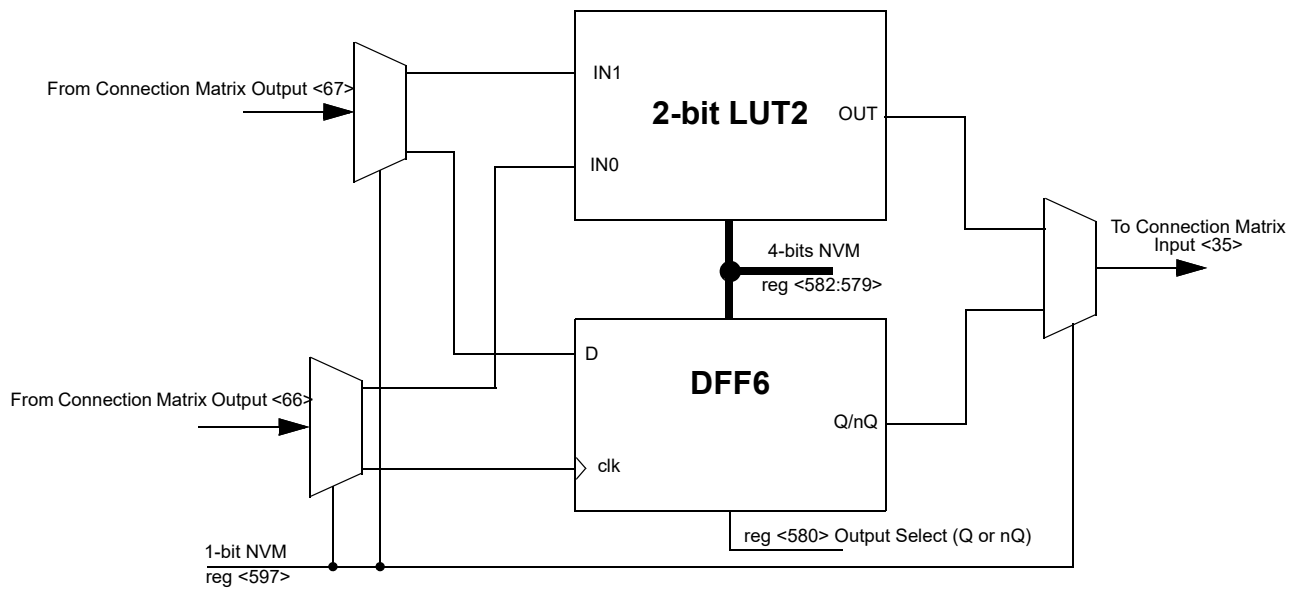 From Connection Matrix Output <67>
IN1
2-bit LUT2
OUT
IN0
To Connection Matrix
Input <35>
4-bits NVM
reg <582:579>
D
DFF6
From Connection Matrix Output <66>
Q/nQ
clk
reg <580> Output Select (Q or nQ)
1-bit NVM
reg <597>